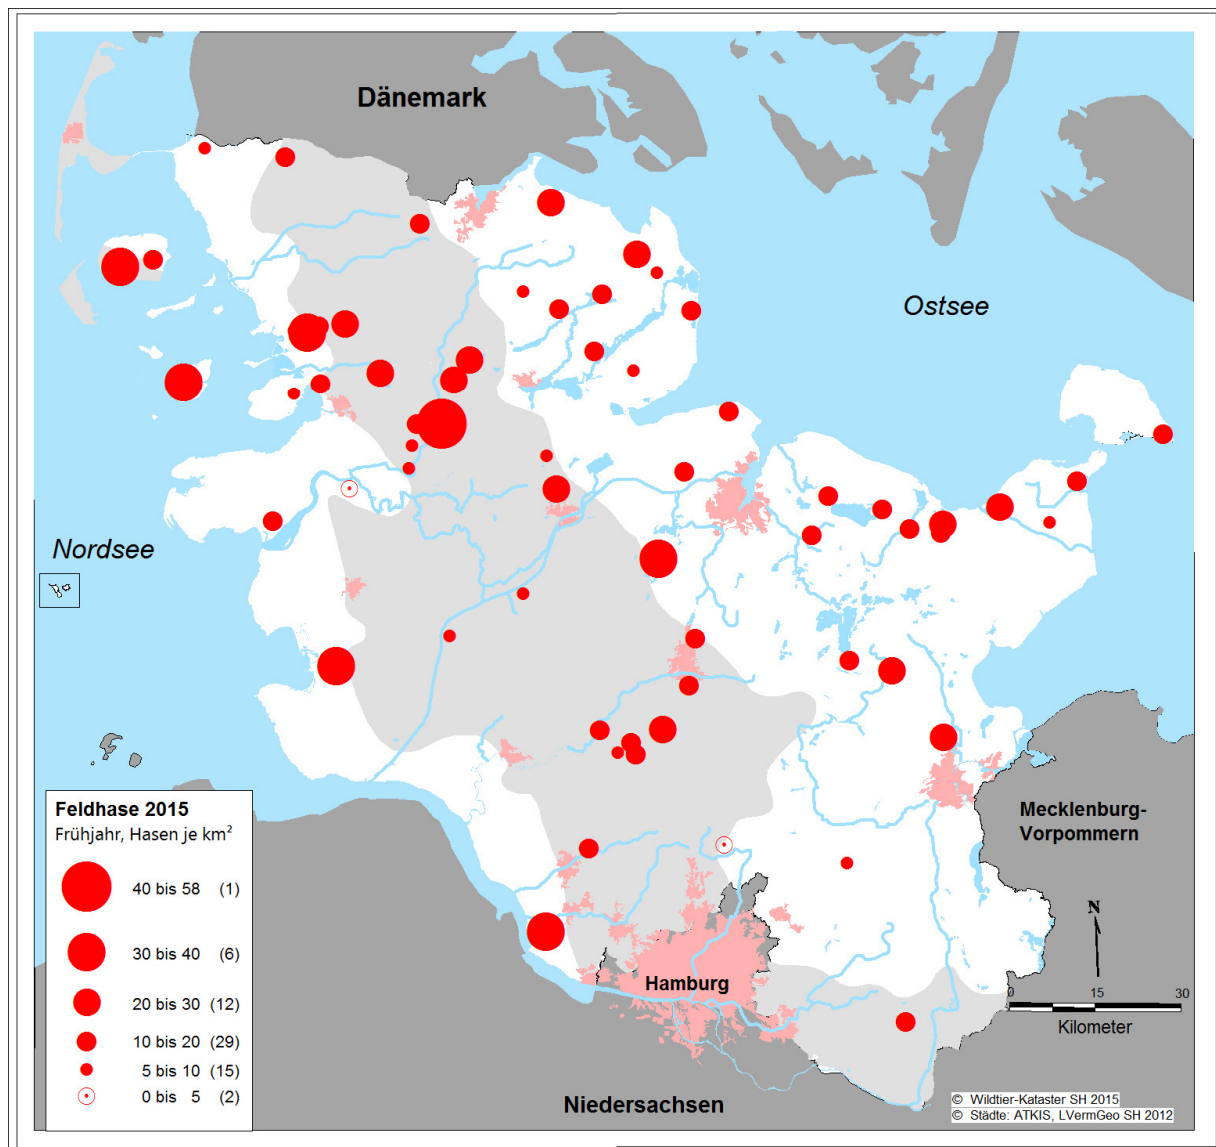 Dänemark
Ostsee
Nordsee
Mecklenburg-
Vorpommern
Feldhase 2015
Frühjahr, Hasen je km²
40 bis 58 (1)
30 bis 40 (6)
20 bis 30 (12)
10 bis 20 (29)
5 bis 10 (15)
0 bis 5 (2)
N
Hamburg
0 15 30
Kilometer
Niedersachsen
© Wildtier-Kataster SH 2015
© Städte: ATKIS, LVermGeo SH 2012